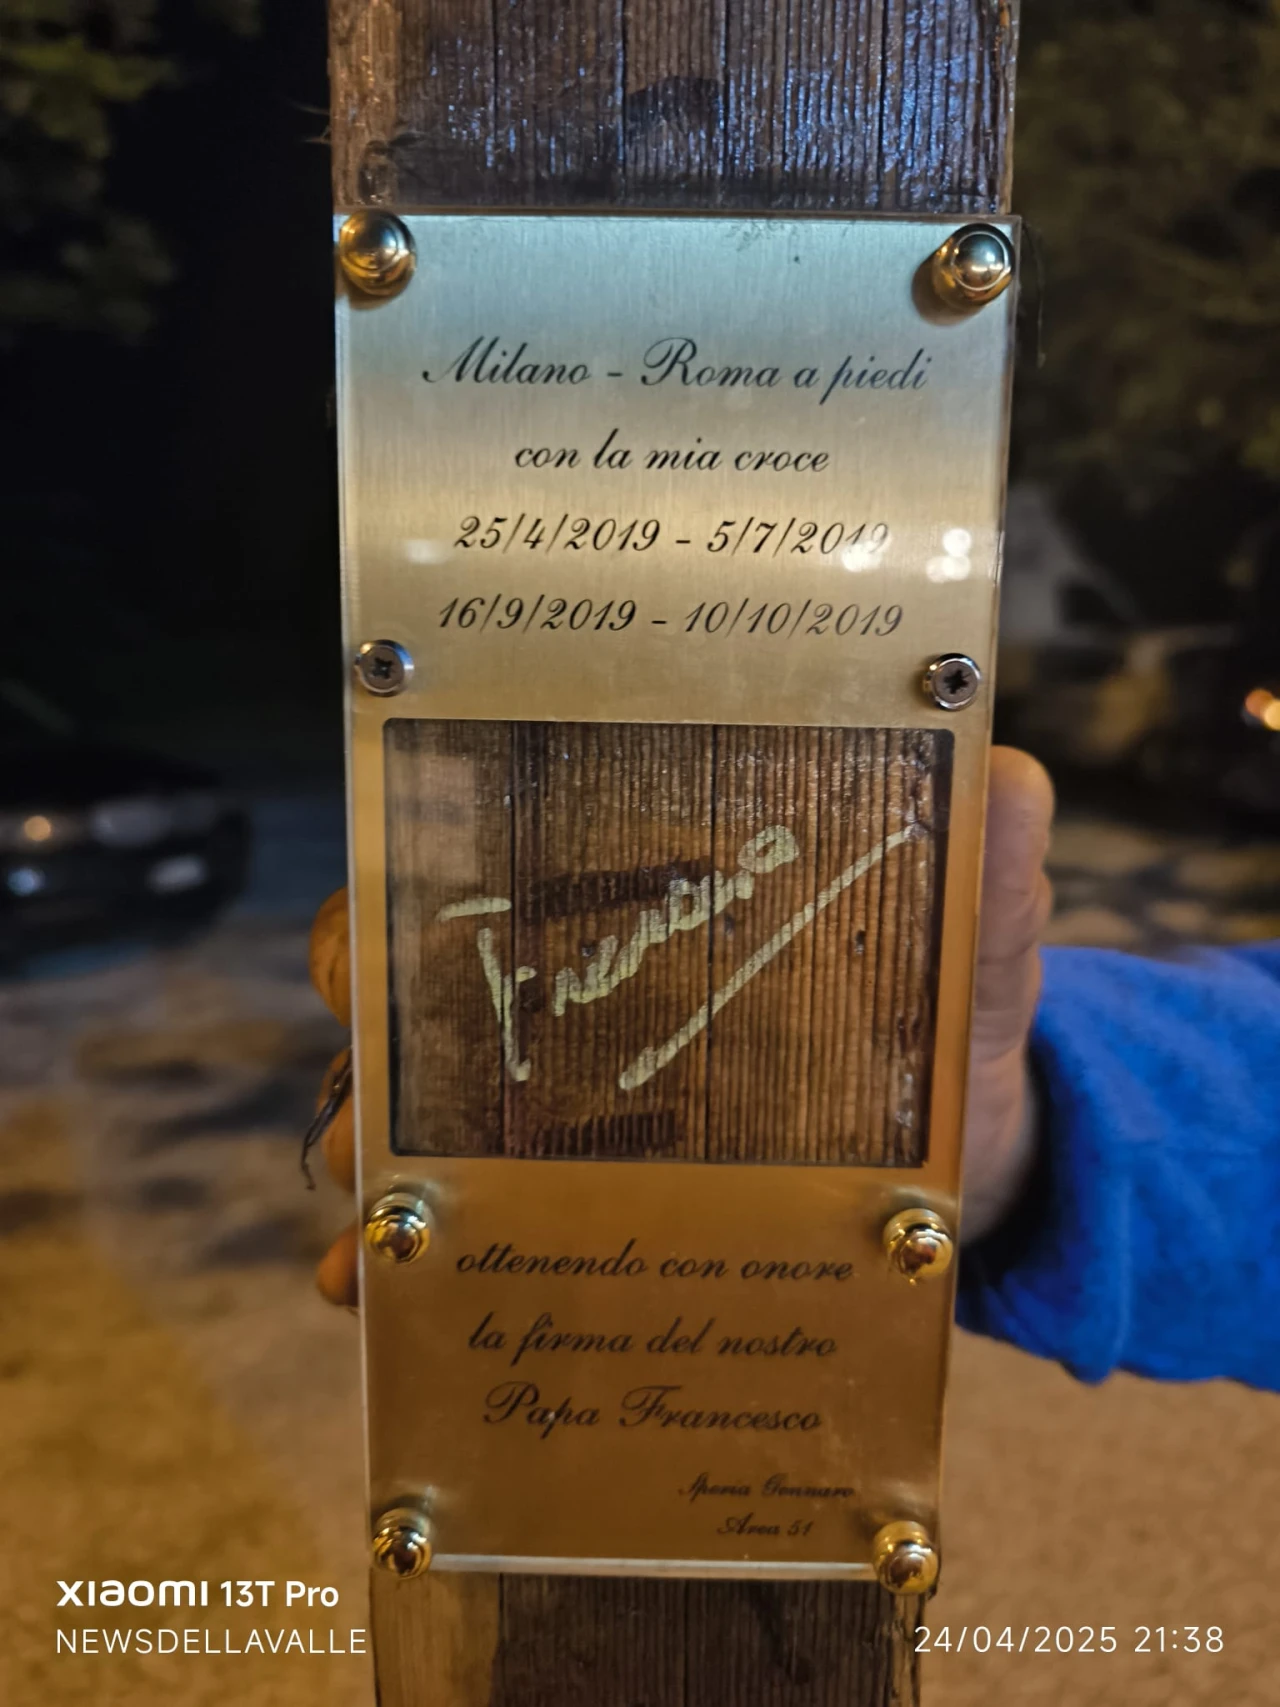 Milano - Roma a piedi
con la mia croce
25/4/2019 - 5/7/2019
16/9/2019 - 10/10/2019
ottenendo con onore
la firma del nostro
Papa Francesco
Gennaro
Area 51
XIAOMI 13T Pro
NEWSDELLAVALLE
24/04/2025 21:38